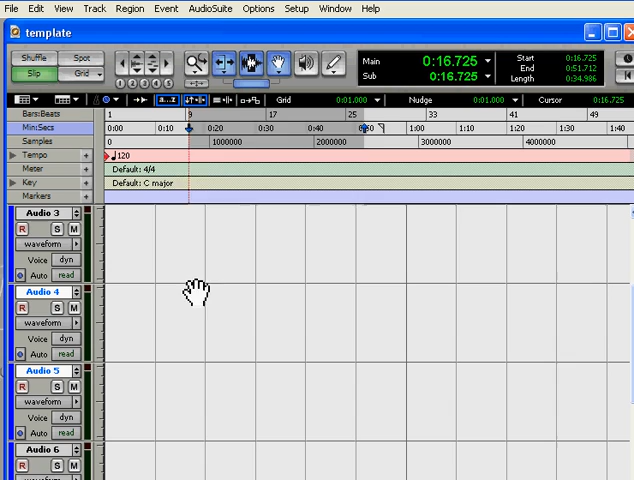 File Edit View Track Region Event AudioSuite Options Setup Window Help
template
Shuffle Spot
Slip Grid
Main 0:16.725
Sub 0:16.725
Start 0:16.725
End 0:51.712
Length 0:34.986
a...z Grid 0:01.000 Nudge 0:01.000 Cursor 0:16.725
Bars:Beats 1 9 17 25 33 41 49
Min:Secs 0:00 0:10 0:20 0:30 0:40 0:50 1:00 1:10 1:20 1:30 1:40
Samples 0 1000000 2000000 3000000 4000000
Tempo + 120
Meter + Default: 4/4
Key + Default: C major
Markers +
Audio 3
R S M
waveform
Voice dyn
Auto read
Audio 4
R S M
waveform
Voice dyn
Auto read
Audio 5
R S M
waveform
Voice dyn
Auto read
Audio 6
R S M